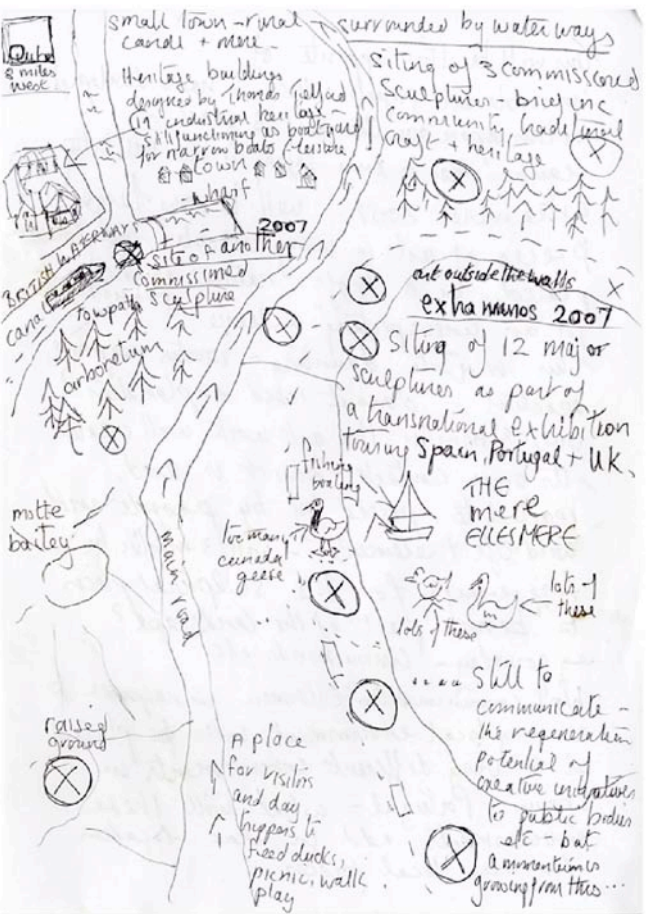 Qube
8 miles
west
small town - rural
canal + mere
surrounded by waterways
Heritage buildings
designed by Thomas Telford
industrial heritage -
still functioning as boat yard
for narrow boats - leisure
town
wharf
Siting of 3 commissioned
sculptures - brief inc
community, traditional
craft + heritage
2007
site of another
commissioned
sculpture
BRITISH WATERWAYS
canal
towpath
arboretum
art outside the walls
extramuros 2007
Siting of 12 major
sculptures as part of
a transnational exhibition
touring Spain, Portugal + UK.
fishing
boating
THE
mere
ELLESMERE
motte
bailey
main road
Too many
canada
geese
lots of these
lots of
these
.... still to
communicate -
the regeneration
potential of
creative initiatives
to public bodies
etc - but
a momentum is
growing from this ...
raised
ground
A place
for visitors
and day
trippers to
feed ducks,
picnic, walk
play